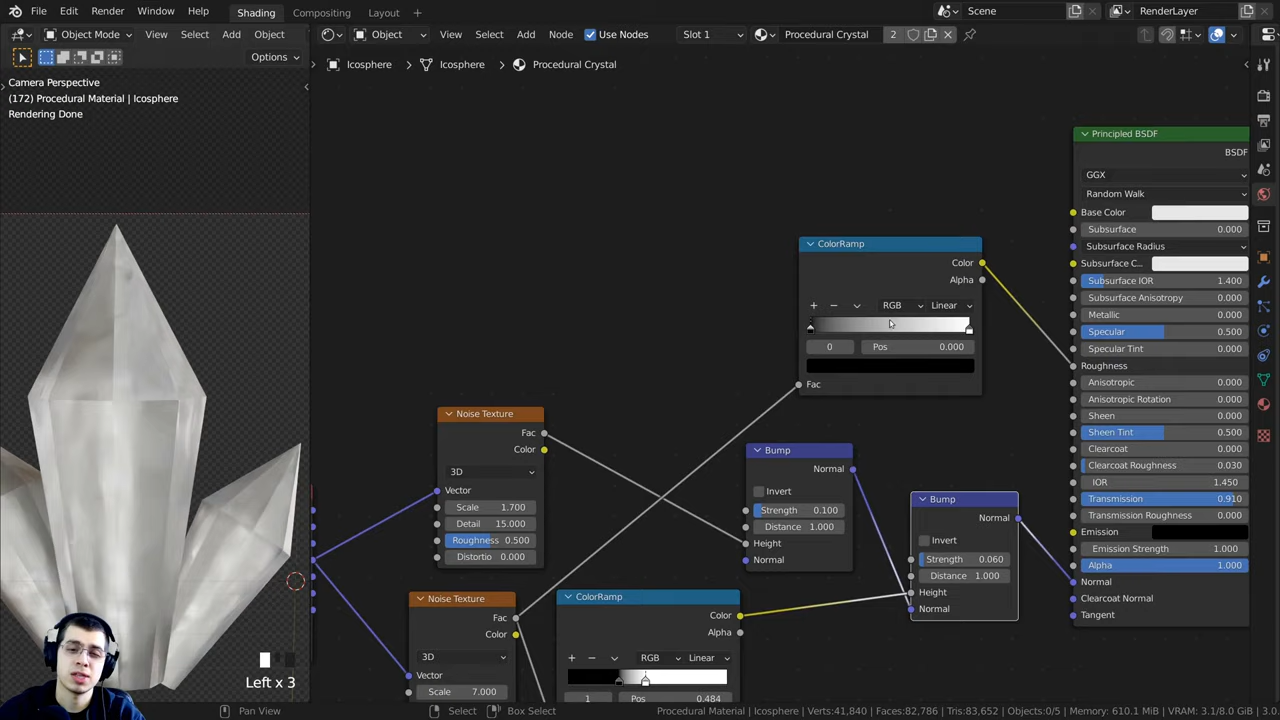 File Edit Render Window Help Shading Compositing Layout + Scene RenderLayer
Object Mode View Select Add Object Object View Select Add Node Use Nodes Slot 1 Procedural Crystal 2
Options
Icosphere Icosphere Procedural Crystal
Camera Perspective
(172) Procedural Material | Icosphere
Rendering Done
Principled BSDF
BSDF
GGX
Random Walk
Base Color
Subsurface 0.000
Subsurface Radius
Subsurface C...
Subsurface IOR 1.400
Subsurface Anisotropy 0.000
Metallic 0.000
Specular 0.500
Specular Tint 0.000
Roughness
Anisotropic 0.000
Anisotropic Rotation 0.000
Sheen 0.000
Sheen Tint 0.500
Clearcoat 0.000
Clearcoat Roughness 0.030
IOR 1.450
Transmission 0.910
Transmission Roughness 0.000
Emission
Emission Strength 1.000
Alpha 1.000
Normal
Clearcoat Normal
Tangent
ColorRamp
Color
Alpha
+ − RGB Linear
0 Pos 0.000
Fac
Noise Texture
Fac
Color
3D
Vector
Scale 1.700
Detail 15.000
Roughness 0.500
Distortio 0.000
Bump
Normal
Invert
Strength 0.100
Distance 1.000
Height
Normal
Bump
Normal
Invert
Strength 0.060
Distance 1.000
Height
Normal
Noise Texture
Fac
Color
3D
Vector
Scale 7.000
ColorRamp
Color
Alpha
+ − RGB Linear
1 Pos 0.484
Left x 3
Pan View Select Box Select Procedural Material | Icosphere Verts:41,840 Faces:82,786 Tris:83,652 Objects:0/5 Memory: 610.1 MiB VRAM: 3.1/8.0 GiB 3.0